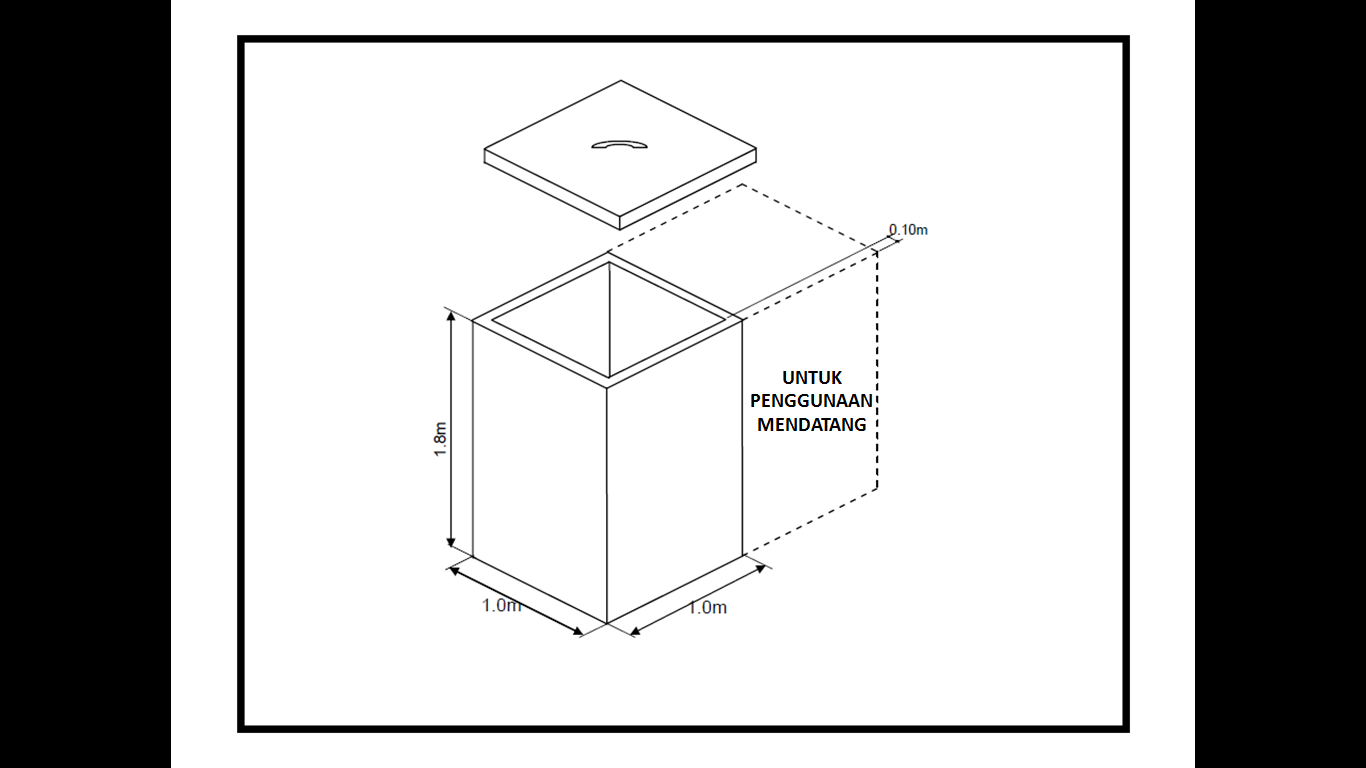 0.10m
UNTUK
PENGGUNAAN
MENDATANG
1.8m
1.0m
1.0m